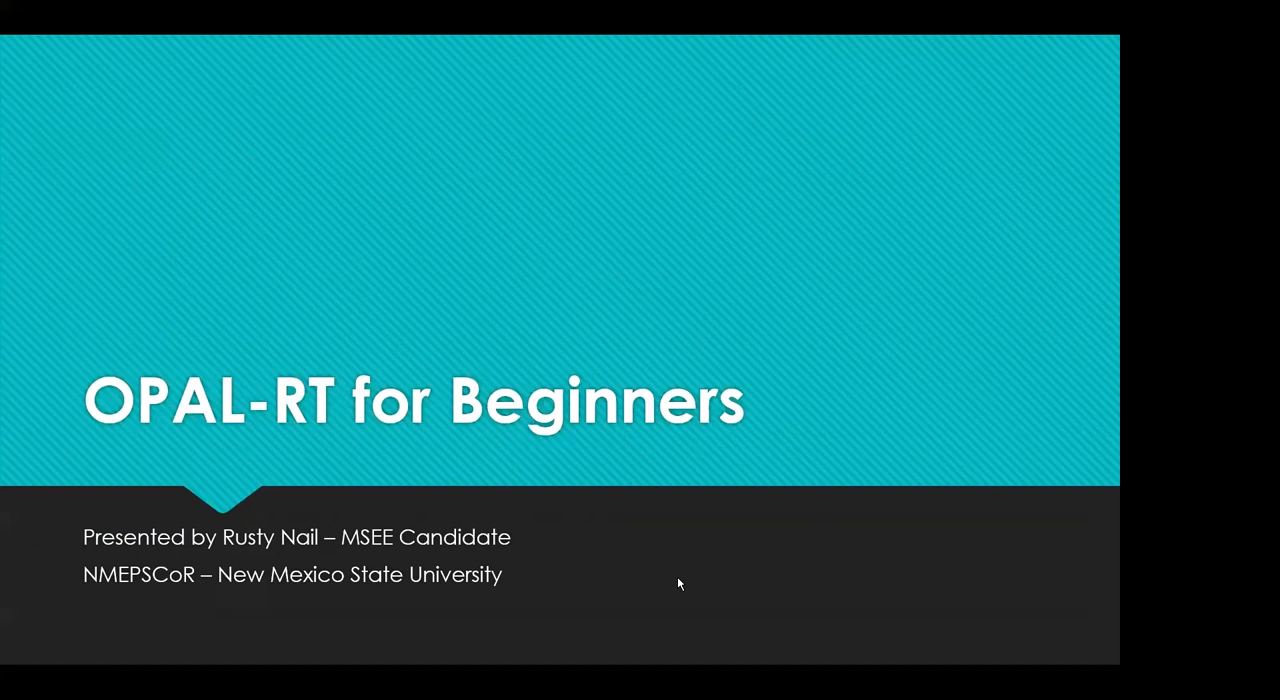 OPAL-RT for Beginners
Presented by Rusty Nail – MSEE Candidate
NMEPSCoR – New Mexico State University